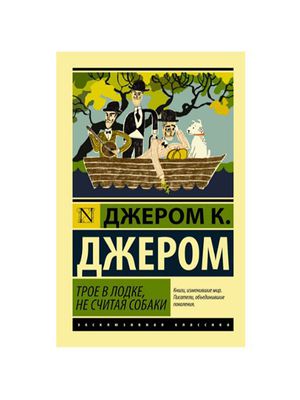 N ДЖЕРОМ К.
ДЖЕРОМ
ТРОЕ В ЛОДКЕ,
НЕ СЧИТАЯ СОБАКИ
Книги, изменившие мир.
Писатели, объединившие
поколения.
ЭКСКЛЮЗИВНАЯ КЛАССИКА